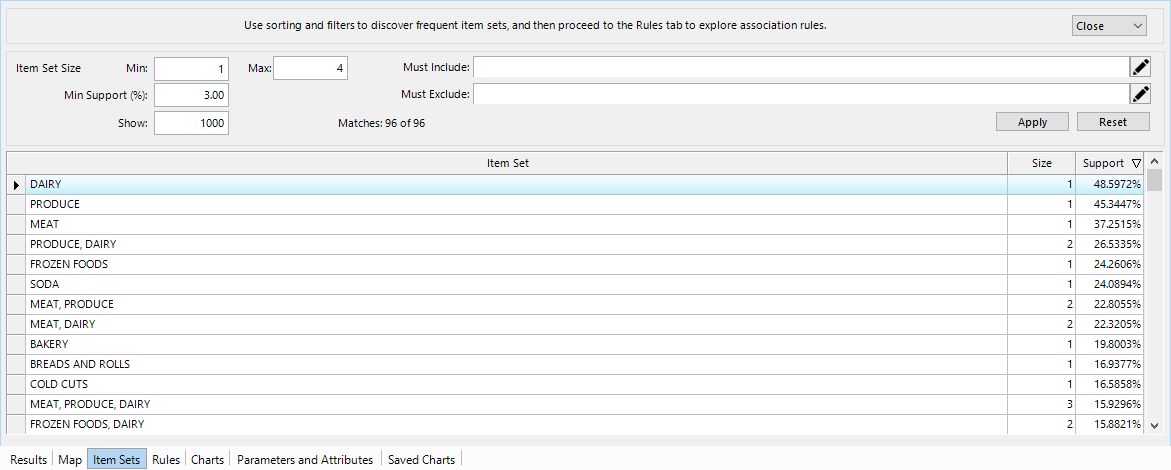 Use sorting and filters to discover frequent item sets, and then proceed to the Rules tab to explore association rules. Close
Item Set Size Min: 1 Max: 4 Must Include:
Min Support (%): 3.00 Must Exclude:
Show: 1000 Matches: 96 of 96 Apply Reset
Item Set Size Support
DAIRY 1 48.5972%
PRODUCE 1 45.3447%
MEAT 1 37.2515%
PRODUCE, DAIRY 2 26.5335%
FROZEN FOODS 1 24.2606%
SODA 1 24.0894%
MEAT, PRODUCE 2 22.8055%
MEAT, DAIRY 2 22.3205%
BAKERY 1 19.8003%
BREADS AND ROLLS 1 16.9377%
COLD CUTS 1 16.5858%
MEAT, PRODUCE, DAIRY 3 15.9296%
FROZEN FOODS, DAIRY 2 15.8821%
Results Map Item Sets Rules Charts Parameters and Attributes Saved Charts